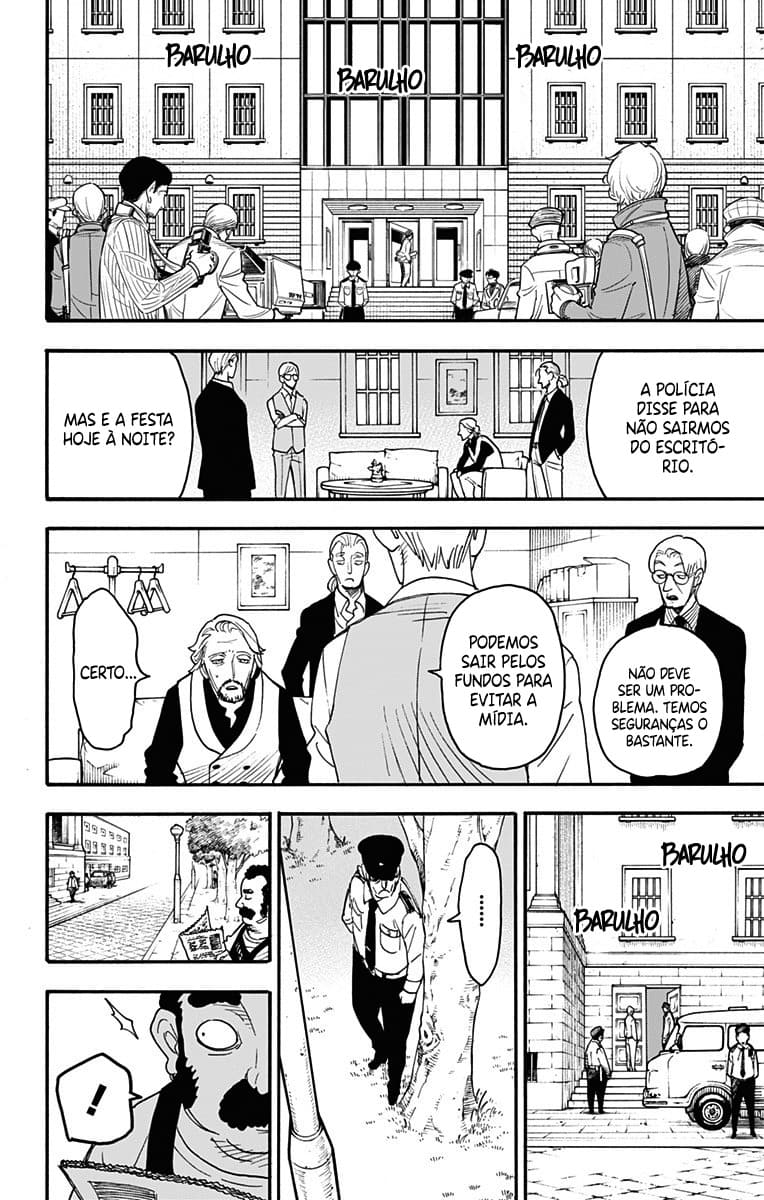 BARULHO
BARULHO
BARULHO
A POLÍCIA
DISSE PARA
NÃO SAIRMOS
DO ESCRITÓ-
RIO.
MAS E A FESTA
HOJE À NOITE?
NÃO DEVE
SER UM PRO-
BLEMA. TEMOS
SEGURANÇAS O
BASTANTE.
PODEMOS
SAIR PELOS
FUNDOS PARA
EVITAR A
MÍDIA.
CERTO...
BARULHO
BARULHO
......
!